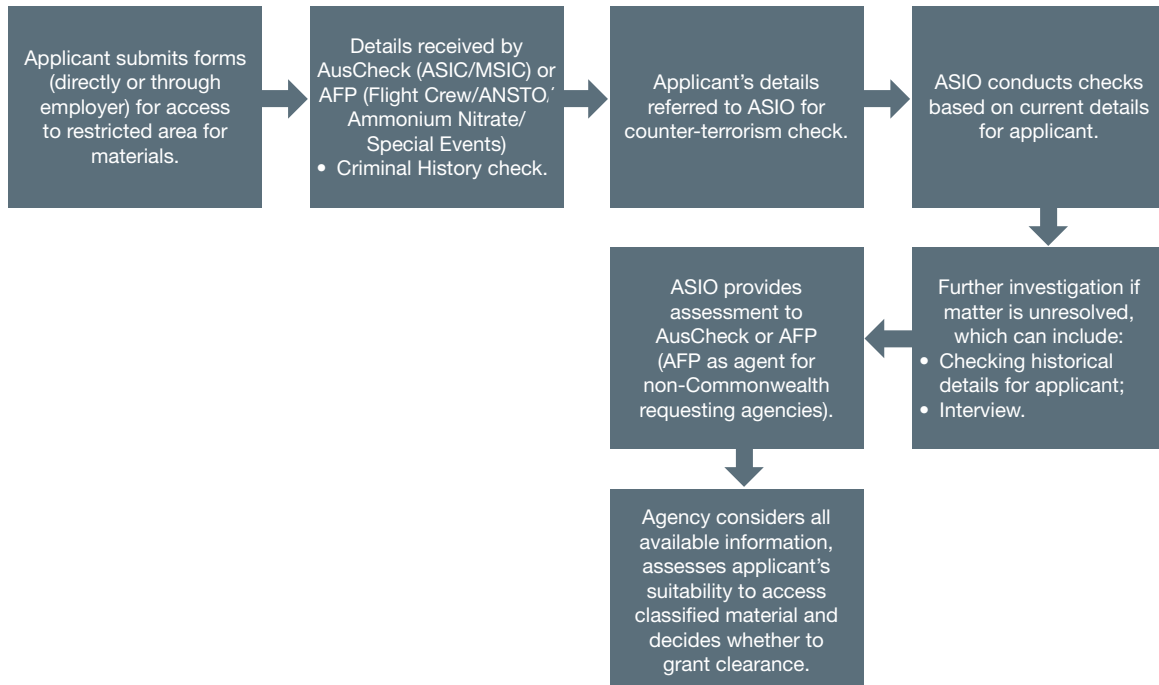 Applicant submits forms
(directly or through
employer) for access
to restricted area for
materials.
Details received by
AusCheck (ASIC/MSIC) or
AFP (Flight Crew/ANSTO/
Ammonium Nitrate/
Special Events)
• Criminal History check.
Applicant’s details
referred to ASIO for
counter-terrorism check.
ASIO conducts checks
based on current details
for applicant.
Further investigation if
matter is unresolved,
which can include:
• Checking historical
details for applicant;
• Interview.
ASIO provides
assessment to
AusCheck or AFP
(AFP as agent for
non-Commonwealth
requesting agencies).
Agency considers all
available information,
assesses applicant’s
suitability to access
classified material and
decides whether to
grant clearance.